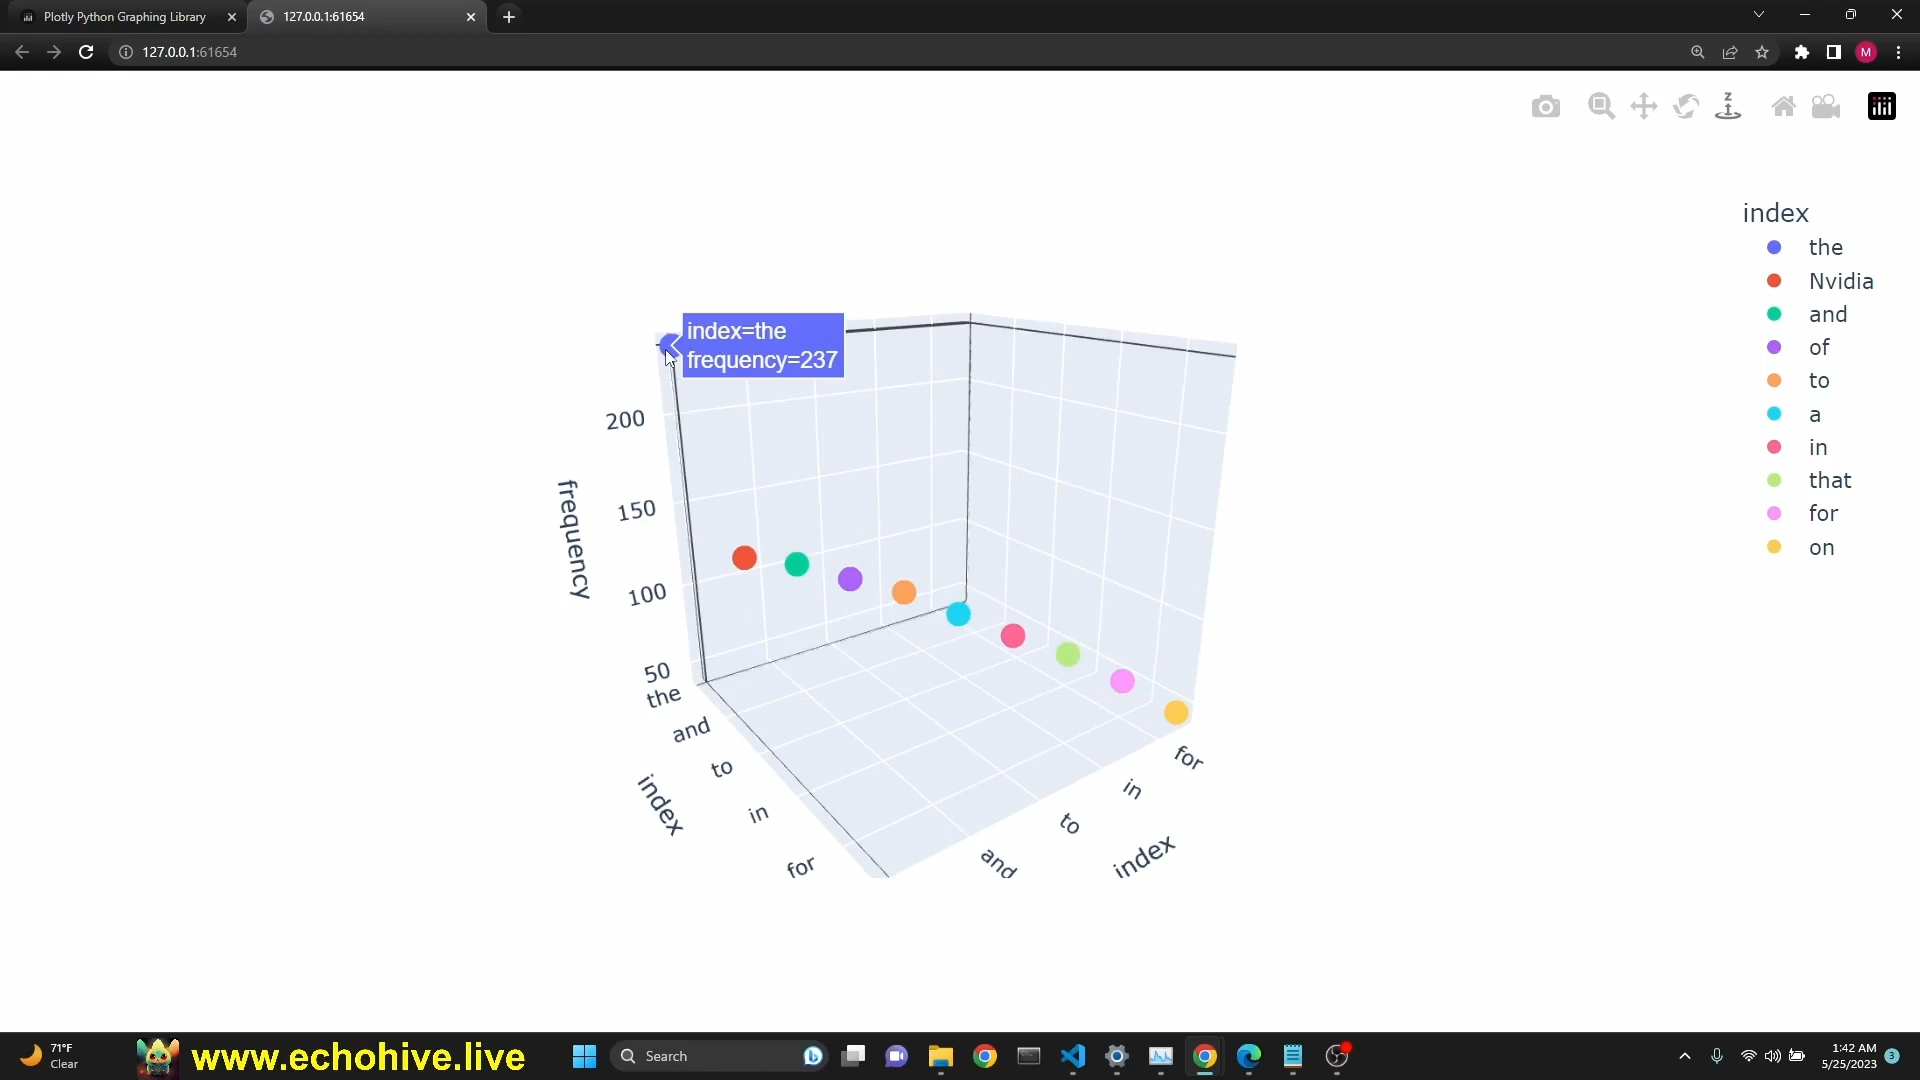 Plotly Python Graphing Library
127.0.0.1:61654
127.0.0.1:61654
M
Z
index
the
Nvidia
and
of
to
a
in
that
for
on
index=the
frequency=237
200
150
100
50
frequency
the
and
to
in
for
index
and
to
in
for
index
71°F
Clear
www.echohive.live
Search
1:42 AM
5/25/2023
3